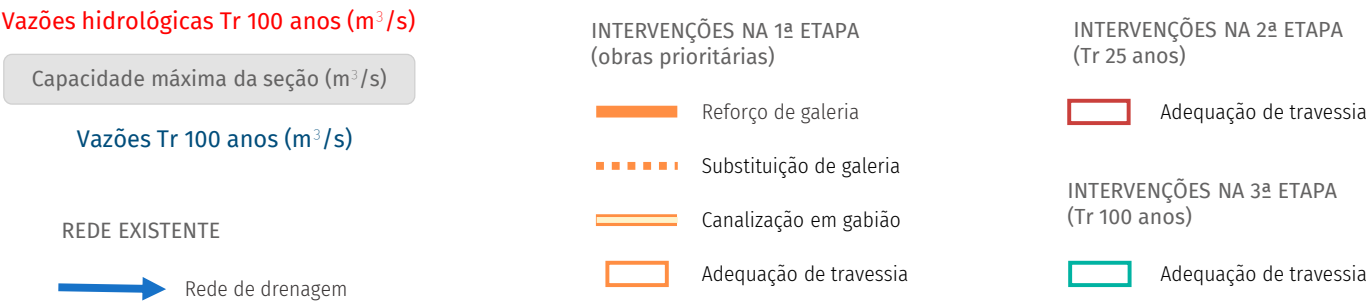 Vazões hidrológicas Tr 100 anos (m³/s)
Capacidade máxima da seção (m³/s)
Vazões Tr 100 anos (m³/s)
REDE EXISTENTE
Rede de drenagem
INTERVENÇÕES NA 1ª ETAPA
(obras prioritárias)
Reforço de galeria
Substituição de galeria
Canalização em gabião
Adequação de travessia
INTERVENÇÕES NA 2ª ETAPA
(Tr 25 anos)
Adequação de travessia
INTERVENÇÕES NA 3ª ETAPA
(Tr 100 anos)
Adequação de travessia